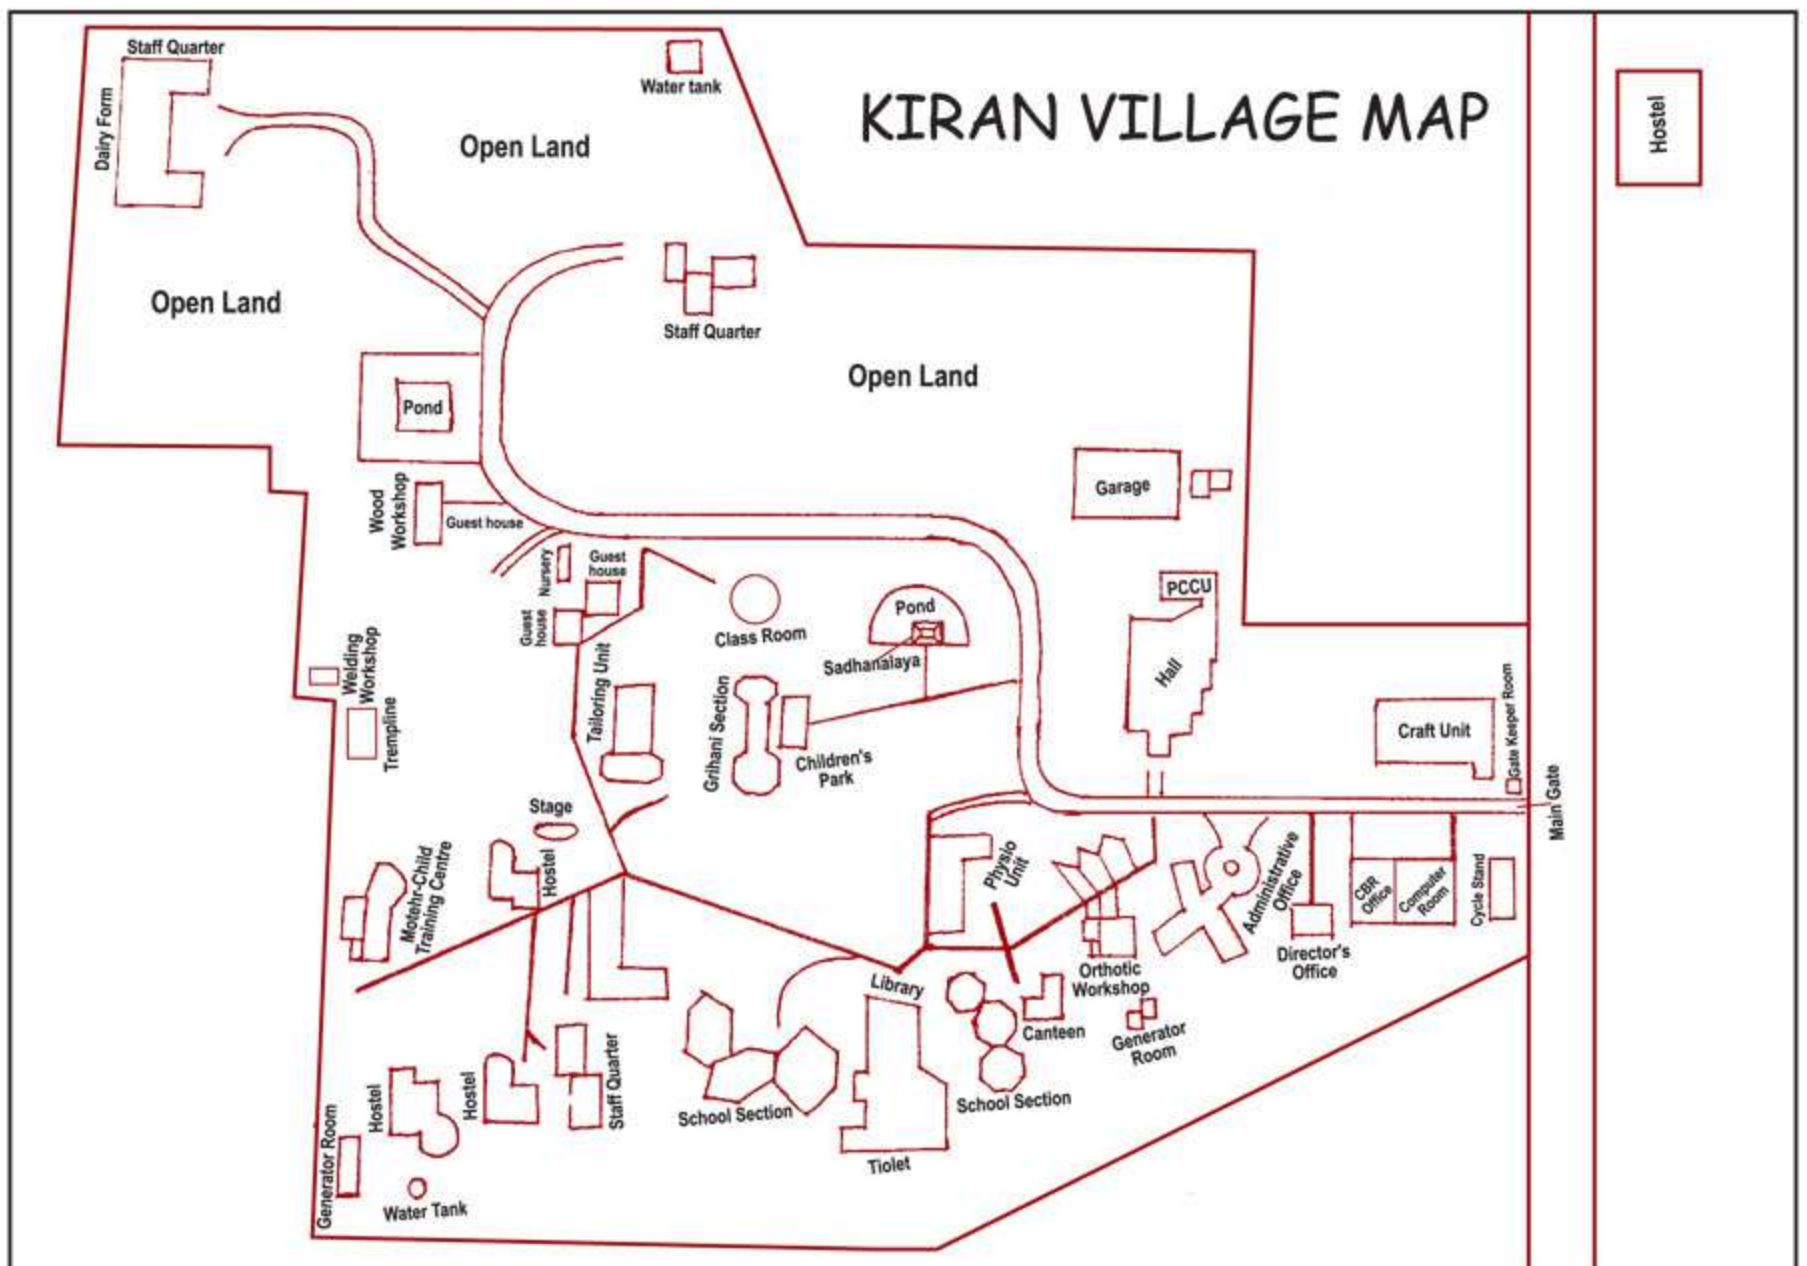 KIRAN VILLAGE MAP
Staff Quarter
Dairy Form
Water tank
Open Land
Hostel
Open Land
Staff Quarter
Open Land
Pond
Garage
Wood
Workshop
Guest house
Nursery
Guest
house
Guest
house
Class Room
Pond
Sadhanalaya
PCCU
Hall
Welding
Workshop
Trempline
Tailoring Unit
Grihani Section
Children's
Park
Craft Unit
Gate Keeper Room
Main Gate
Stage
Hostel
Motehr-Child
Training Centre
Physio
Unit
Administrative
Office
CBR
Office
Computer
Room
Cycle Stand
Director's
Office
Library
Orthotic
Workshop
Canteen
Generator
Room
Hostel
Hostel
Staff Quarter
School Section
School Section
Tiolet
Generator Room
Water Tank